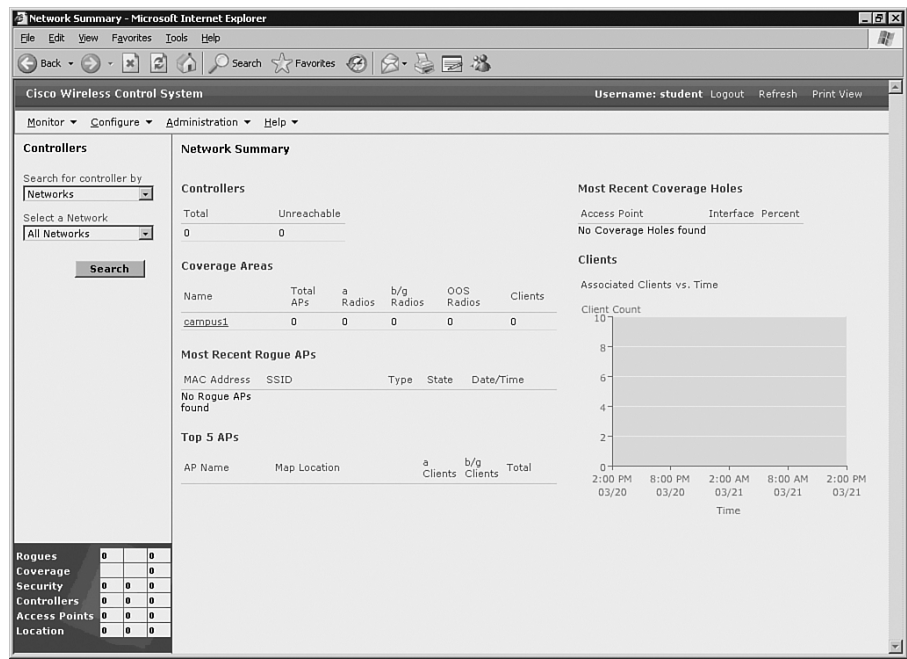 Network Summary - Microsoft Internet Explorer
File Edit View Favorites Tools Help
Back Search Favorites
Cisco Wireless Control System
Username: student Logout Refresh Print View
Monitor Configure Administration Help
Controllers
Search for controller by
Networks
Select a Network
All Networks
Search
Network Summary
Controllers
Total Unreachable
0 0
Coverage Areas
Name Total APs a Radios b/g Radios OOS Radios Clients
campus1 0 0 0 0 0
Most Recent Rogue APs
MAC Address SSID Type State Date/Time
No Rogue APs
found
Top 5 APs
AP Name Map Location a Clients b/g Clients Total
Most Recent Coverage Holes
Access Point Interface Percent
No Coverage Holes found
Clients
Associated Clients vs. Time
Client Count
10
8
6
4
2
0
2:00 PM 8:00 PM 2:00 AM 8:00 AM 2:00 PM
03/20 03/20 03/21 03/21 03/21
Time
Rogues 0 0
Coverage 0
Security 0 0 0
Controllers 0 0 0
Access Points 0 0 0
Location 0 0 0